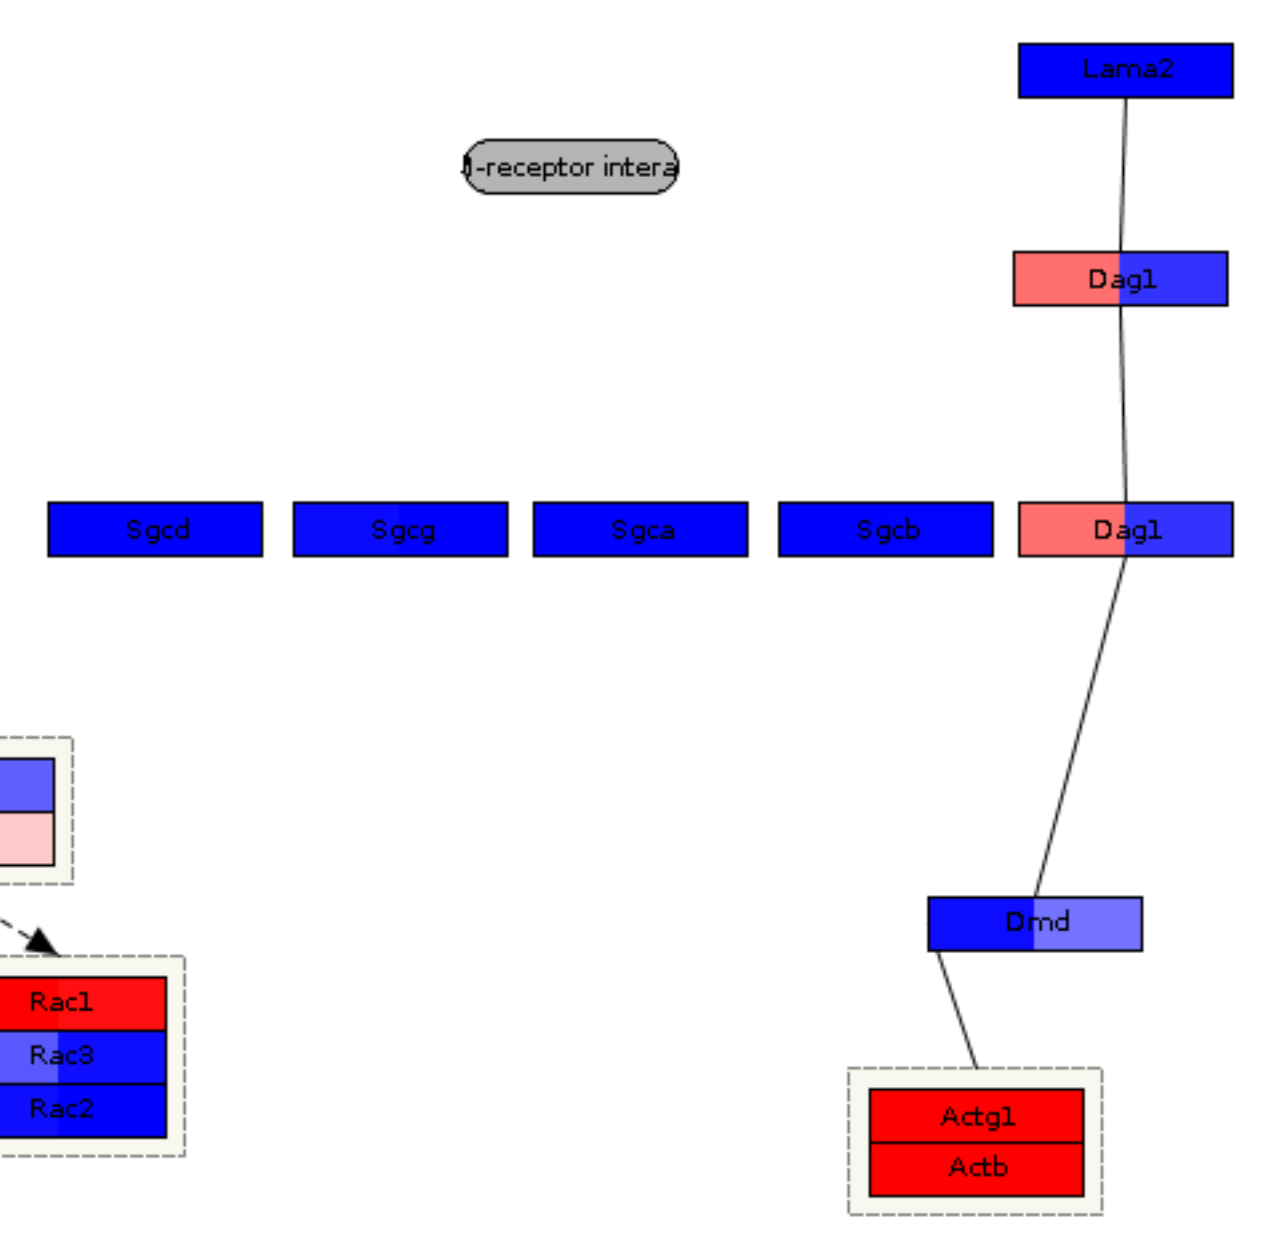 Lama2
-receptor intera
Dag1
Sgcd
Sgcg
Sgca
Sgcb
Dag1
Dmd
Rac1
Rac3
Rac2
Actg1
Actb